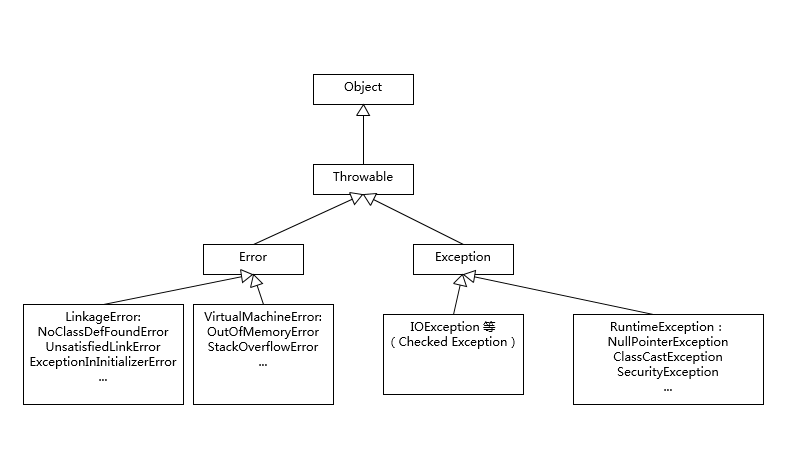 Object
Throwable
Error
Exception
LinkageError:
NoClassDefFoundError
UnsatisfiedLinkError
ExceptionInInitializerError
...
VirtualMachineError:
OutOfMemoryError
StackOverflowError
...
IOException 等
( Checked Exception )
RuntimeException：
NullPointerException
ClassCastException
SecurityException
...